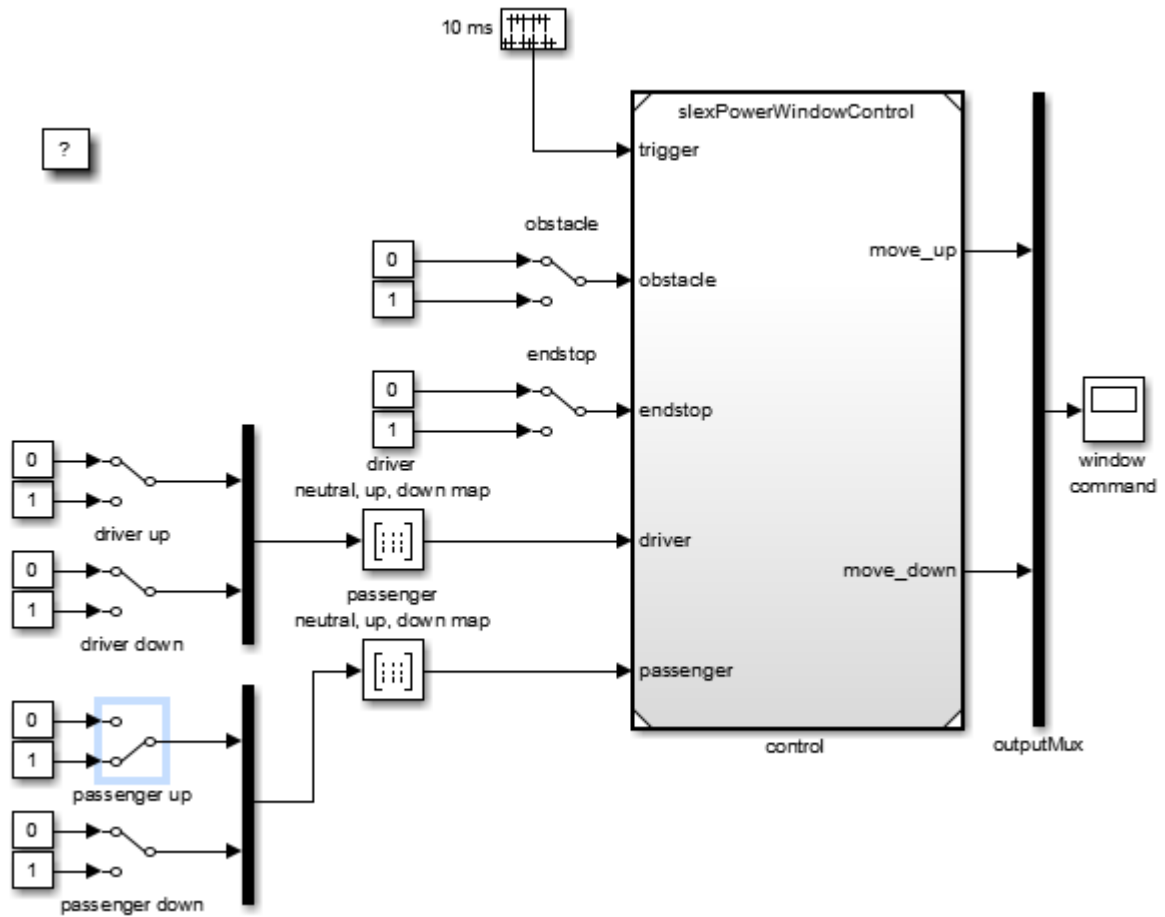 10 ms
slexPowerWindowControl
trigger
?
obstacle
0
1
obstacle
move_up
endstop
0
1
endstop
driver
neutral, up, down map
0
1
driver up
driver
0
1
driver down
passenger
neutral, up, down map
move_down
window
command
passenger
0
1
passenger up
0
1
passenger down
control
outputMux